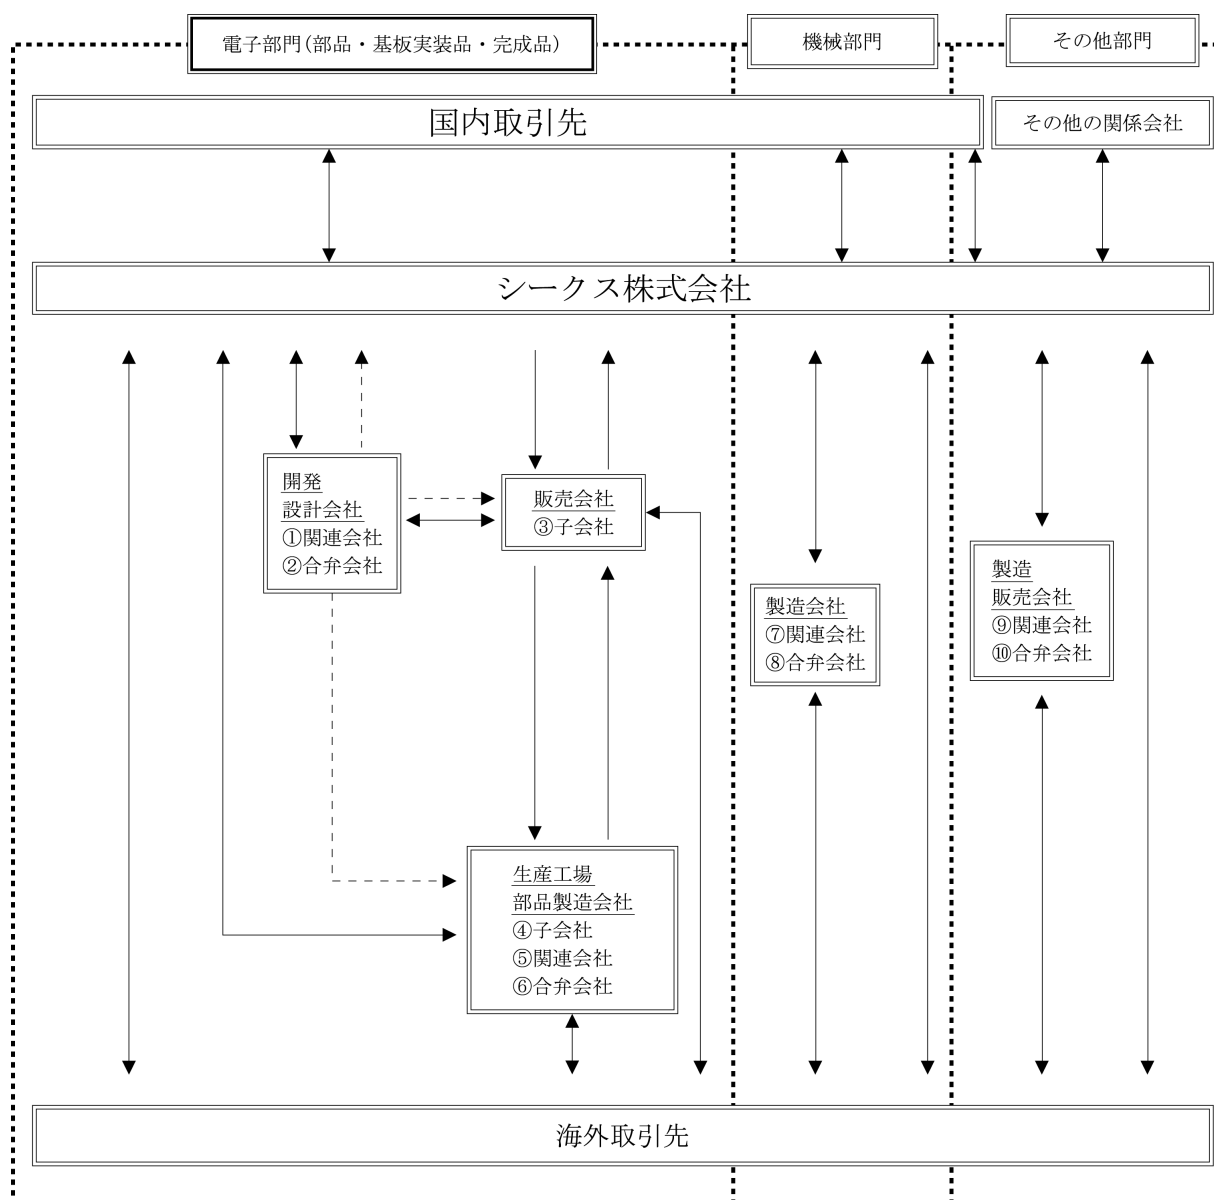 電子部門(部品・基板実装品・完成品)
機械部門
その他部門
国内取引先
その他の関係会社
シークス株式会社
開発
設計会社
①関連会社
②合弁会社
販売会社
③子会社
製造会社
⑦関連会社
⑧合弁会社
製造
販売会社
⑨関連会社
⑩合弁会社
生産工場
部品製造会社
④子会社
⑤関連会社
⑥合弁会社
海外取引先